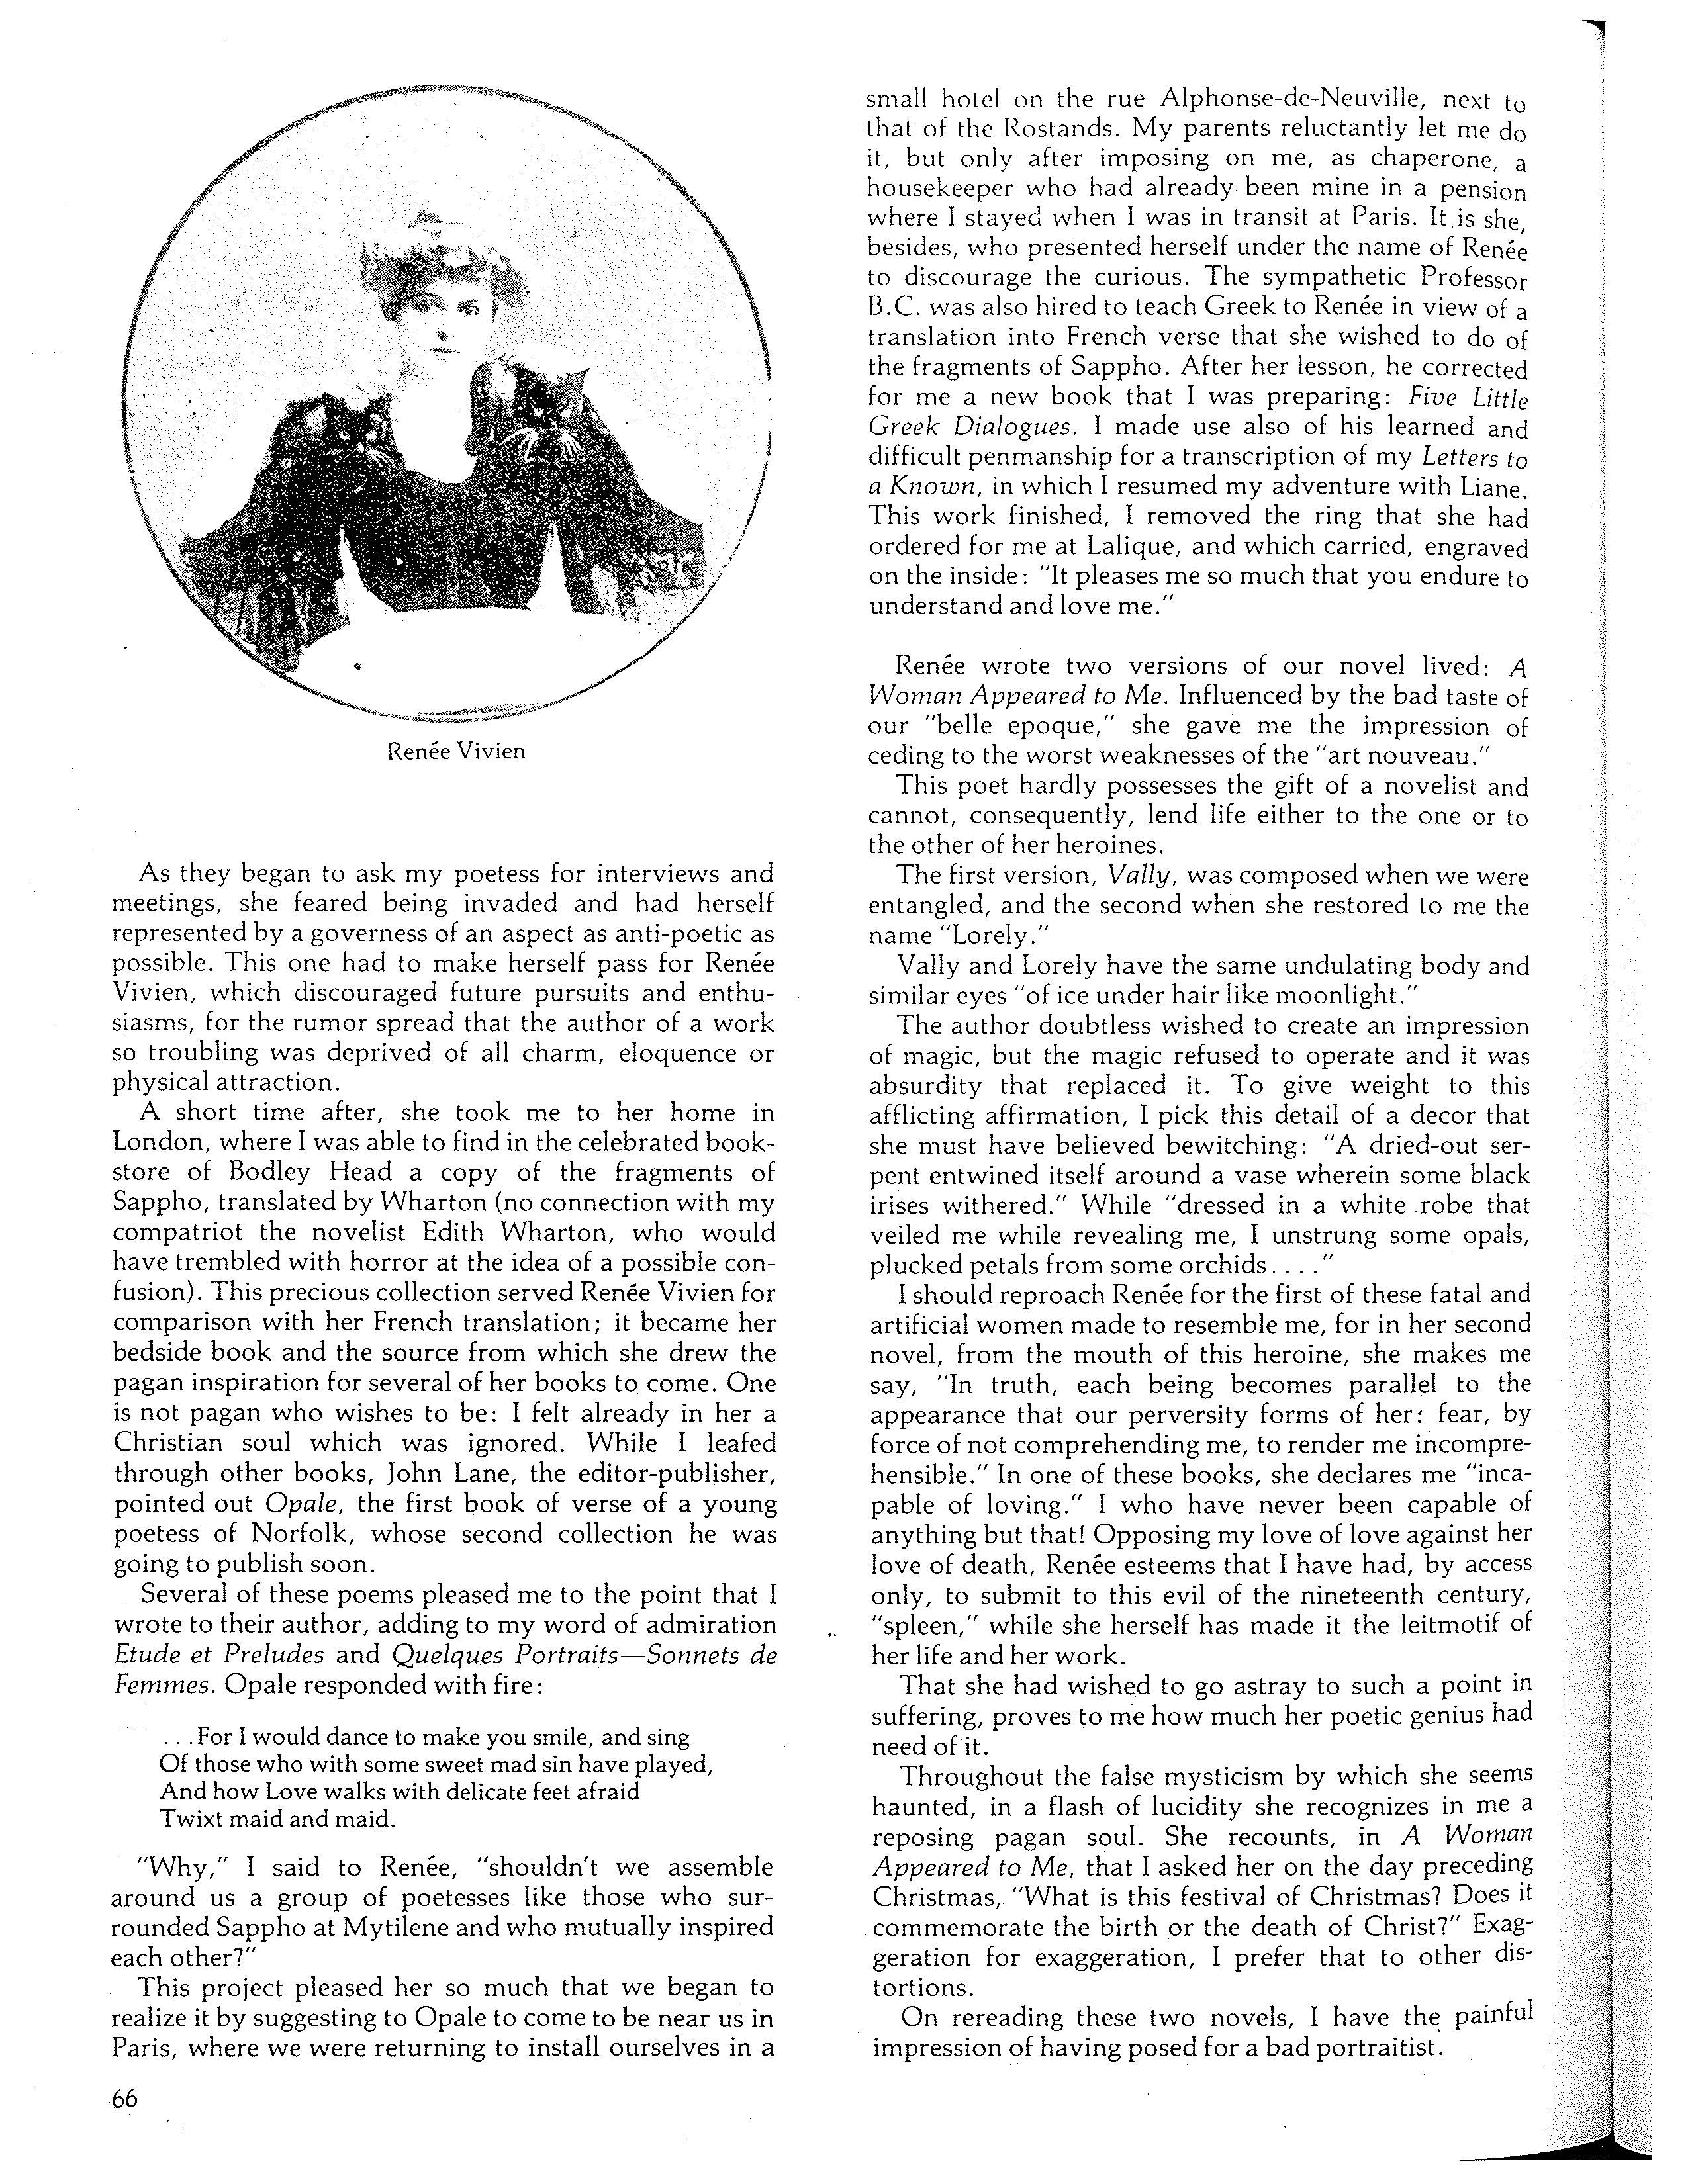 Renée Vivien
As they began to ask my poetess for interviews and
meetings, she feared being invaded and had herself
represented by a governess of an aspect as anti-poetic as
possible. This one had to make herself pass for Renée
Vivien, which discouraged future pursuits and enthu-
siasms, for the rumor spread that the author of a work
so troubling was deprived of all charm, eloquence or
physical attraction.
A short time after, she took me to her home in
London, where I was able to find in the celebrated book-
store of Bodley Head a copy of the fragments of
Sappho, translated by Wharton (no connection with my
compatriot the novelist Edith Wharton, who would
have trembled with horror at the idea of a possible con-
fusion). This precious collection served Renée Vivien for
comparison with her French translation; it became her
bedside book and the source from which she drew the
pagan inspiration for several of her books to come. One
is not pagan who wishes to be: I felt already in her a
Christian soul which was ignored. While I leafed
through other books, John Lane, the editor-publisher,
pointed out Opale, the first book of verse of a young
poetess of Norfolk, whose second collection he was
going to publish soon.
Several of these poems pleased me to the point that I
wrote to their author, adding to my word of admiration
Etude et Preludes and Quelques Portraits—Sonnets de
Femmes. Opale responded with fire:
. . .For I would dance to make you smile, and sing
Of those who with some sweet mad sin have played,
And how Love walks with delicate feet afraid
Twixt maid and maid.
"Why," I said to Renée, "shouldn't we assemble
around us a group of poetesses like those who sur-
rounded Sappho at Mytilene and who mutually inspired
each other?"
This project pleased her so much that we began to
realize it by suggesting to Opale to come to be near us in
Paris, where we were returning to install ourselves in a
66
small hotel on the rue Alphonse-de-Neuville, next to
that of the Rostands. My parents reluctantly let me do
it, but only after imposing on me, as chaperone, a
housekeeper who had already been mine in a pension
where I stayed when I was in transit at Paris. It is she,
besides, who presented herself under the name of Renée
to discourage the curious. The sympathetic Professor
B.C. was also hired to teach Greek to Renée in view of a
translation into French verse that she wished to do of
the fragments of Sappho. After her lesson, he corrected
for me a new book that I was preparing: Five Little
Greek Dialogues. I made use also of his learned and
difficult penmanship for a transcription of my Letters to
a Known, in which I resumed my adventure with Liane.
This work finished, I removed the ring that she had
ordered for me at Lalique, and which carried, engraved
on the inside: "It pleases me so much that you endure to
understand and love me."
Renée wrote two versions of our novel lived: A
Woman Appeared to Me. Influenced by the bad taste of
our "belle epoque," she gave me the impression of
ceding to the worst weaknesses of the "art nouveau."
This poet hardly possesses the gift of a novelist and
cannot, consequently, lend life either to the one or to
the other of her heroines.
The first version, Vally, was composed when we were
entangled, and the second when she restored to me the
name "Lorely."
Vally and Lorely have the same undulating body and
similar eyes "of ice under hair like moonlight."
The author doubtless wished to create an impression
of magic, but the magic refused to operate and it was
absurdity that replaced it. To give weight to this
afflicting affirmation, I pick this detail of a decor that
she must have believed bewitching: "A dried-out ser-
pent entwined itself around a vase wherein some black
irises withered." While "dressed in a white robe that
veiled me while revealing me, I unstrung some opals,
plucked petals from some orchids. . . ."
I should reproach Renée for the first of these fatal and
artificial women made to resemble me, for in her second
novel, from the mouth of this heroine, she makes me
say, "In truth, each being becomes parallel to the
appearance that our perversity forms of her: fear, by
force of not comprehending me, to render me incompre-
hensible." In one of these books, she declares me "inca-
pable of loving." I who have never been capable of
anything but that! Opposing my love of love against her
love of death, Renée esteems that I have had, by access
only, to submit to this evil of the nineteenth century,
"spleen," while she herself has made it the leitmotif of
her life and her work.
That she had wished to go astray to such a point in
suffering, proves to me how much her poetic genius had
need of it.
Throughout the false mysticism by which she seems
haunted, in a flash of lucidity she recognizes in me a
reposing pagan soul. She recounts, in A Woman
Appeared to Me, that I asked her on the day preceding
Christmas, "What is this festival of Christmas? Does it
commemorate the birth or the death of Christ?" Exag-
geration for exaggeration, I prefer that to other dis-
tortions.
On rereading these two novels, I have the painful
impression of having posed for a bad portraitist.